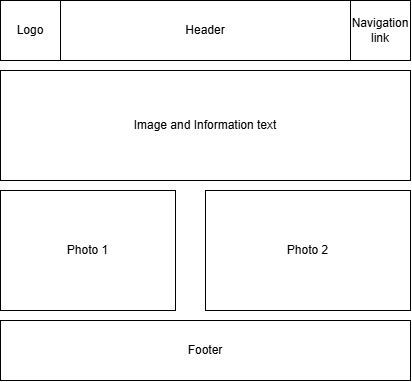 Logo
Header
Navigation
link
Image and Information text
Photo 1
Photo 2
Footer